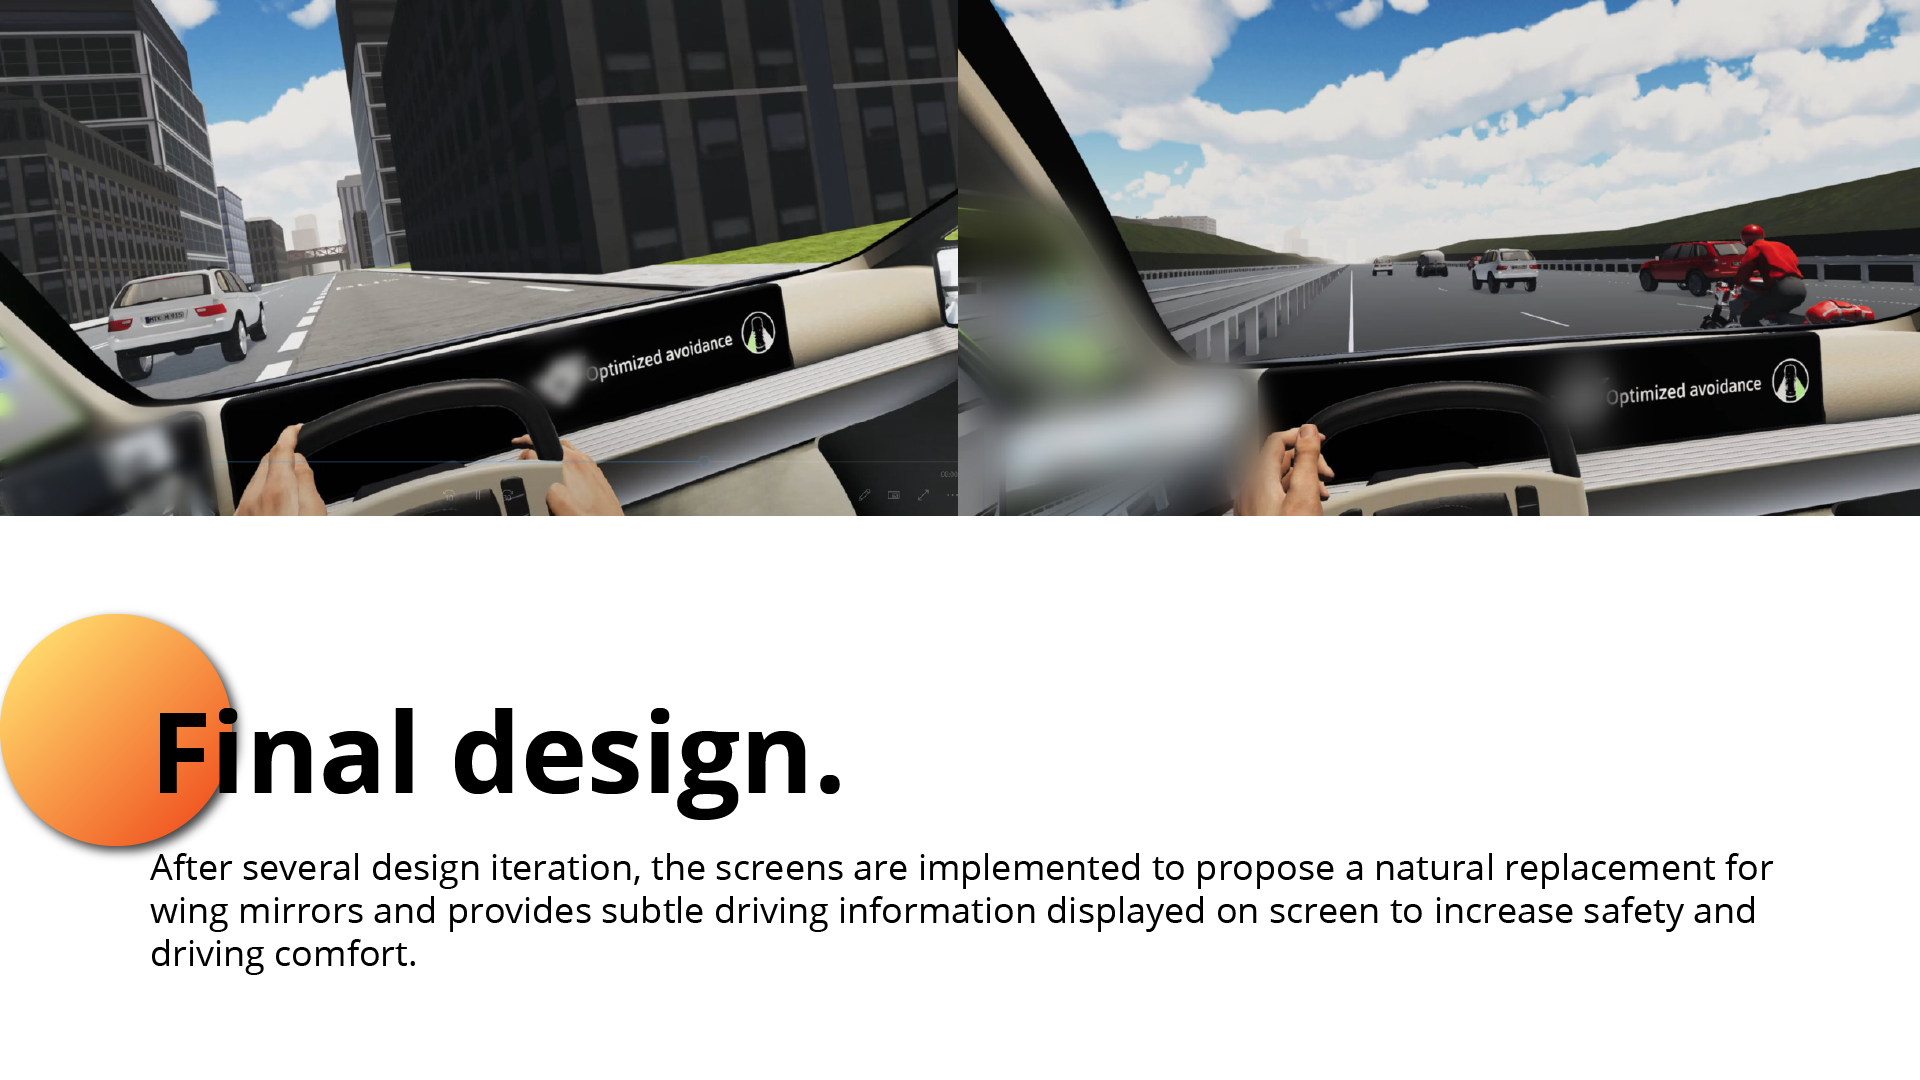 Optimized avoidance
Optimized avoidance
Final design.
After several design iteration, the screens are implemented to propose a natural replacement for
wing mirrors and provides subtle driving information displayed on screen to increase safety and
driving comfort.